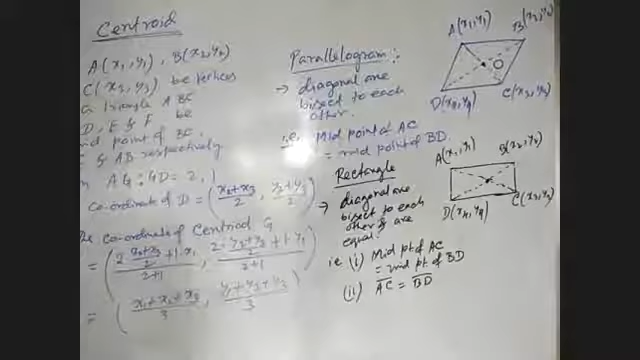 Centroid
A(x₁,y₁) , B(x₂,y₂)
C(x₃,y₃) be vertices
triangle ABC
D, E & F be
mid point of BC,
& AB respectively
AG:GD=2,1
co-ordinate of D = (x₂+x₃/2, y₂+y₃/2)
co-ordinates of Centriod G
= (2·x₂+x₃/2+1·x₁/2+1, 2·y₂+y₃/2+1·y₁/2+1)
= (x₁+x₂+x₃/3, y₁+y₂+y₃/3)
Parallelogram:-
→ diagonal are
bisect to each
other.
i.e. Mid point of AC
= mid point of BD.
Rectangle
→ diagonal are
bisect to each
other & are
equal.
ie (i) Mid pt of AC
= mid pt. of BD
(ii) AC = BD
A(x₁,y₁)
B(x₂,y₂)
O
D(x₄,y₄)
C(x₃,y₃)
A(x₁,y₁)
B(x₂,y₂)
D(x₄,y₄)
C(x₃,y₃)